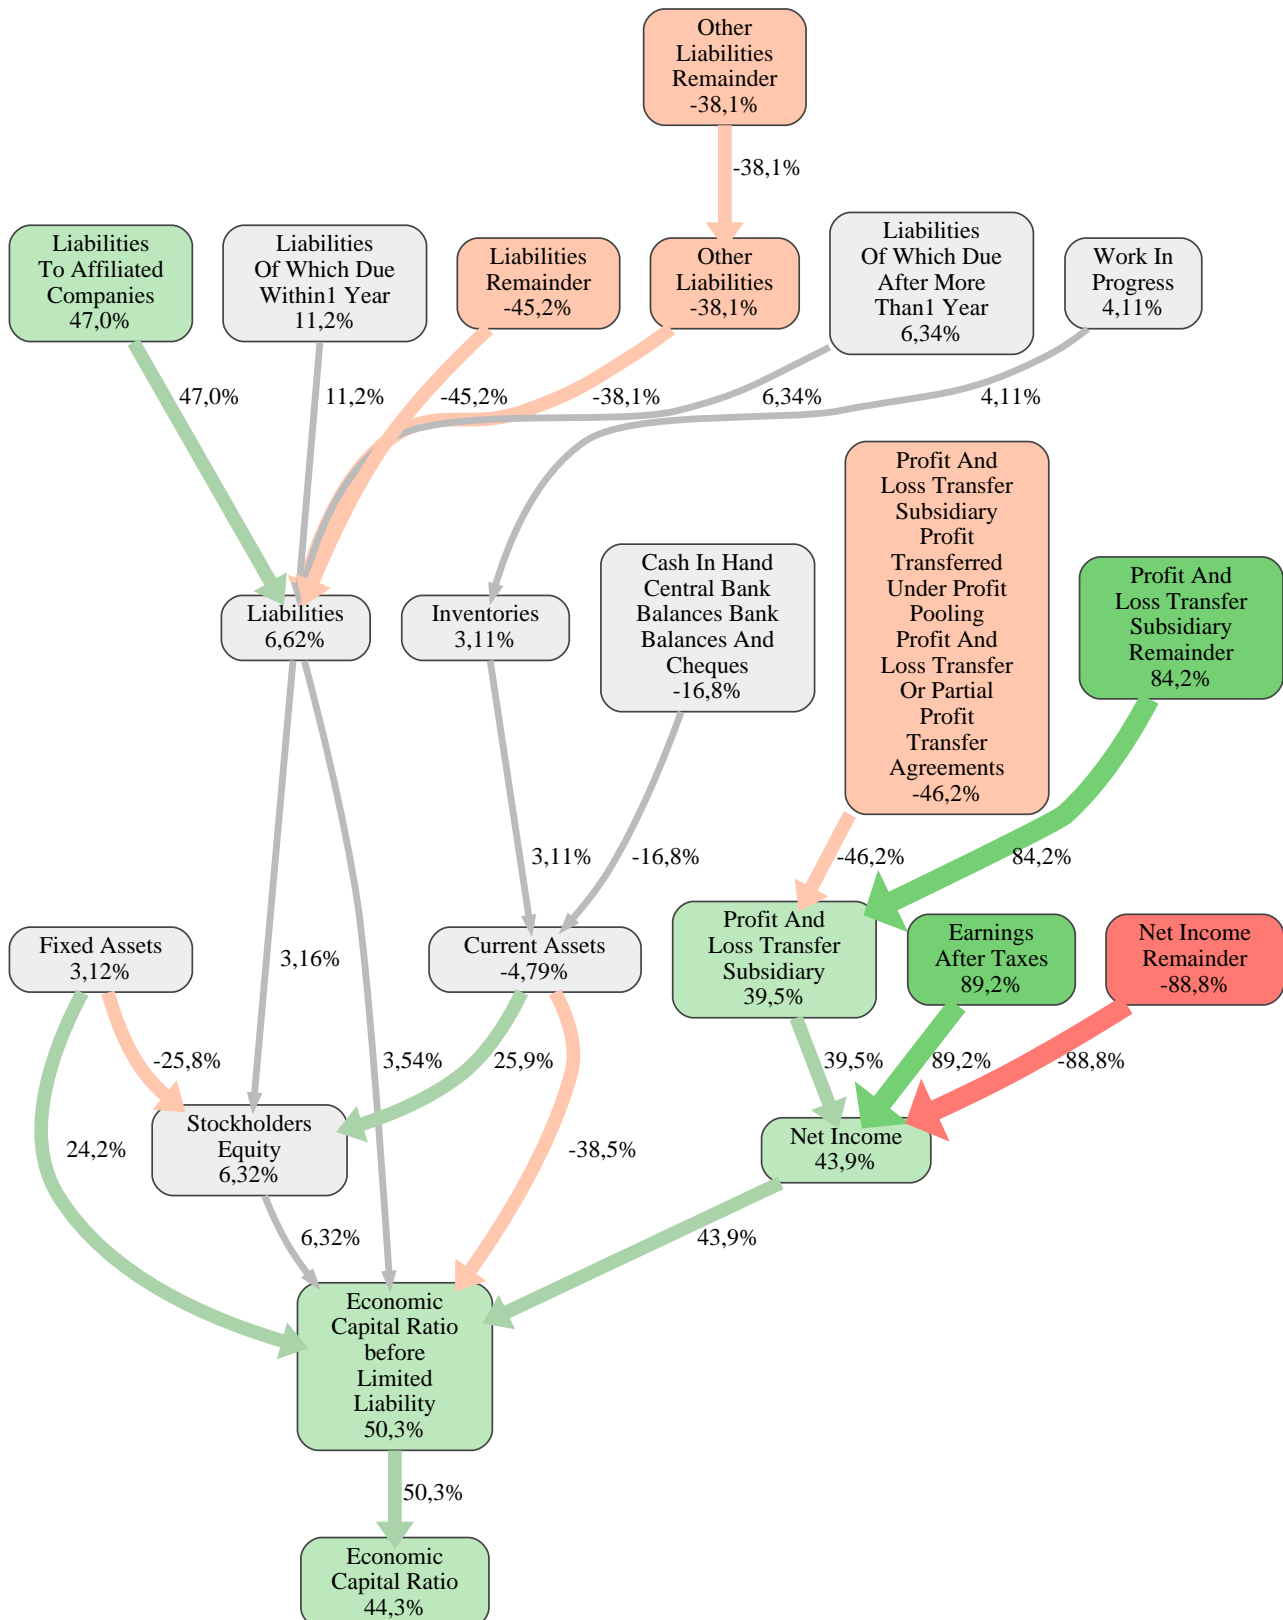 Other
Liabilities
Remainder
-38,1%
-38,1%
Liabilities
To Affiliated
Companies
47,0%
Liabilities
Of Which Due
Within1 Year
11,2%
Liabilities
Remainder
-45,2%
Other
Liabilities
-38,1%
Liabilities
Of Which Due
After More
Than1 Year
6,34%
Work In
Progress
4,11%
47,0%
11,2%
-45,2%
-38,1%
6,34%
4,11%
Profit And
Loss Transfer
Subsidiary
Profit
Transferred
Under Profit
Pooling
Profit And
Loss Transfer
Or Partial
Profit
Transfer
Agreements
-46,2%
Cash In Hand
Central Bank
Balances Bank
Balances And
Cheques
-16,8%
Profit And
Loss Transfer
Subsidiary
Remainder
84,2%
Liabilities
6,62%
Inventories
3,11%
3,11%
-16,8%
-46,2%
84,2%
Fixed Assets
3,12%
3,16%
Current Assets
-4,79%
Profit And
Loss Transfer
Subsidiary
39,5%
Earnings
After Taxes
89,2%
Net Income
Remainder
-88,8%
-25,8%
3,54%
25,9%
39,5%
89,2%
-88,8%
24,2%
Stockholders
Equity
6,32%
-38,5%
Net Income
43,9%
6,32%
43,9%
Economic
Capital Ratio
before
Limited
Liability
50,3%
50,3%
Economic
Capital Ratio
44,3%